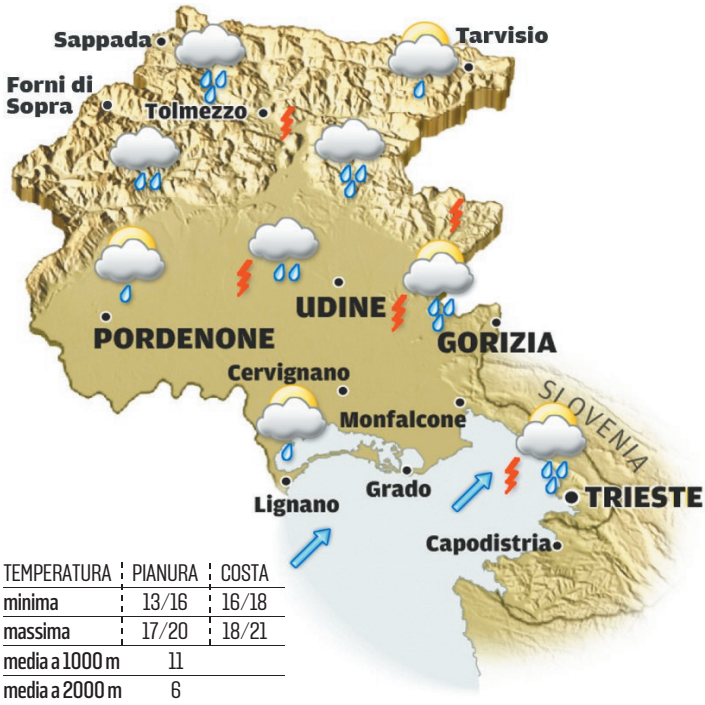 Sappada
Tarvisio
Forni di
Sopra
Tolmezzo
UDINE
PORDENONE
GORIZIA
Cervignano
SLOVENIA
Monfalcone
Grado
Lignano
TRIESTE
Capodistria
TEMPERATURA PIANURA COSTA
minima 13/16 16/18
massima 17/20 18/21
media a 1000 m 11
media a 2000 m 6